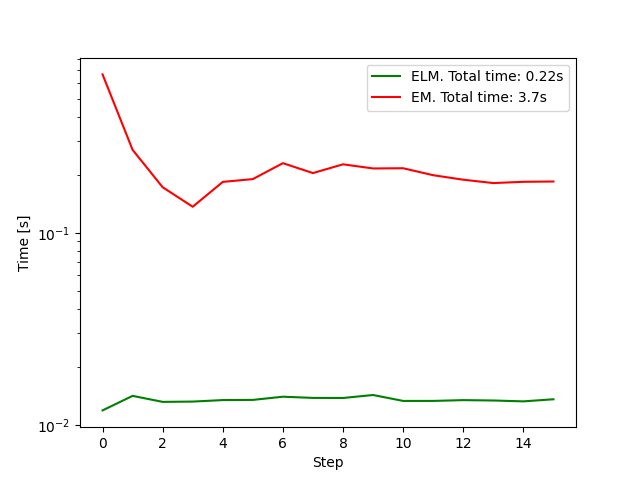 ELM. Total time: 0.22s
EM. Total time: 3.7s
Time [s]
10⁻¹
10⁻²
0 2 4 6 8 10 12 14
Step